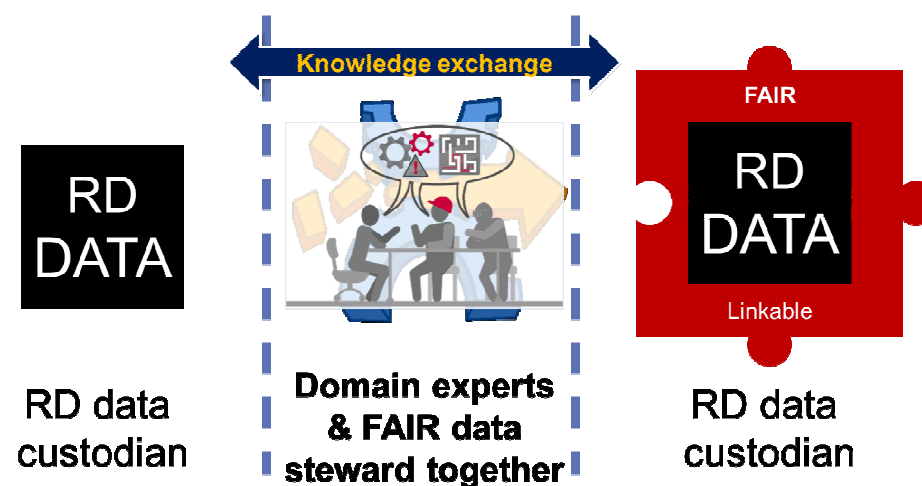 Knowledge exchange
RD
DATA
RD data
custodian
!
Domain experts
& FAIR data
steward together
FAIR
RD
DATA
Linkable
RD data
custodian